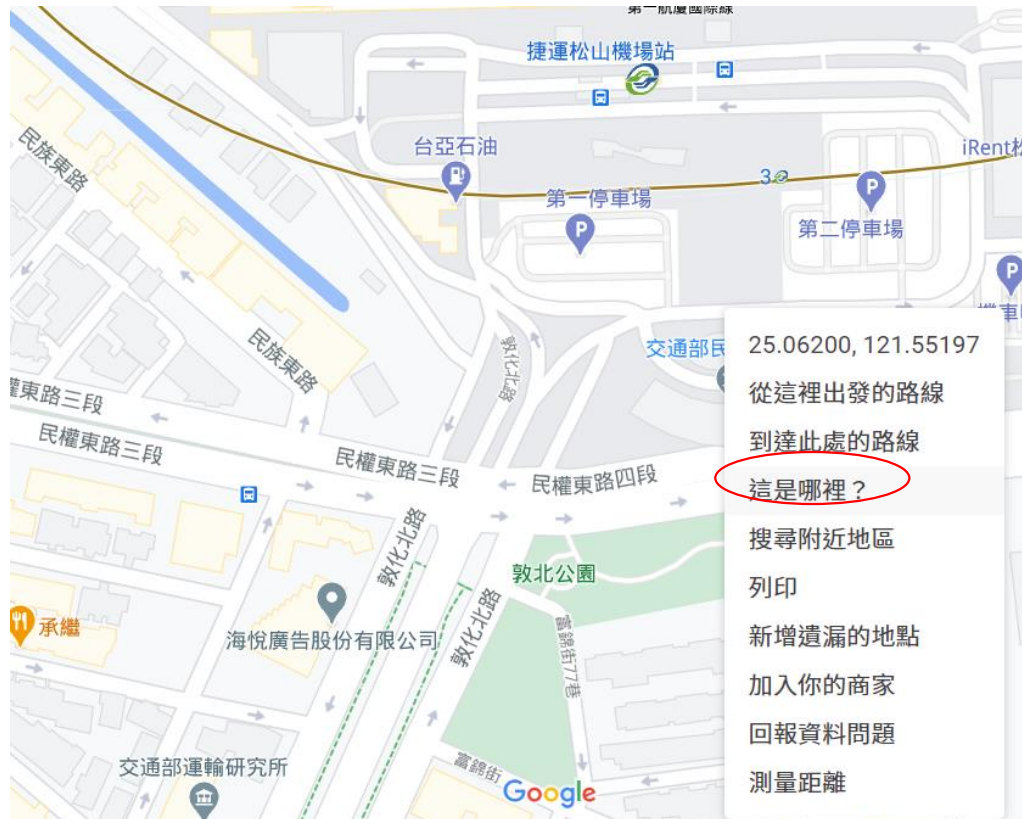 第一航廈國際線
捷運松山機場站
台亞石油
iRent松
民族東路
3
第一停車場
P
P
第二停車場
P
機車
民族東路
敦化北路
交通部民
25.06200, 121.55197
從這裡出發的路線
權東路三段
到達此處的路線
民權東路三段
民權東路三段
民權東路四段
這是哪裡？
搜尋附近地區
敦化北路
敦北公園
列印
承繼
海悅廣告股份有限公司
敦化北路
富錦街77巷
新增遺漏的地點
加入你的商家
回報資料問題
交通部運輸研究所
富錦街
Google
測量距離